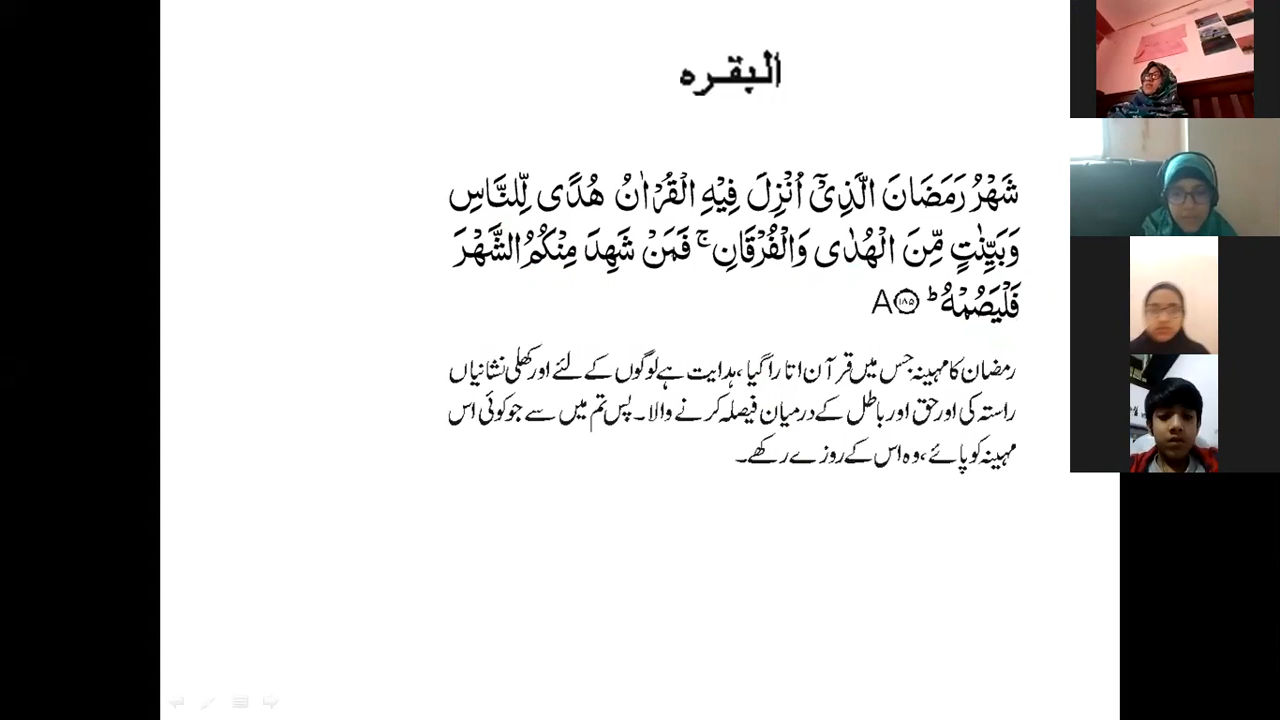 البقره
شَهْرُ رَمَضَانَ الَّذِیْۤ اُنْزِلَ فِیْهِ الْقُرْاٰنُ هُدًی لِّلنَّاسِ
وَبَیِّنٰتٍ مِّنَ الْهُدٰی وَالْفُرْقَانِ ۚ فَمَنْ شَهِدَ مِنْکُمُ الشَّهْرَ
فَلْیَصُمْهُ ؕ ۝۱۸۵ A
رمضان کا مہینہ جس میں قرآن اتارا گیا، ہدایت ہے لوگوں کے لئے اور کھلی نشانیاں
راستہ کی اور حق اور باطل کے درمیان فیصلہ کرنے والا۔ پس تم میں سے جو کوئی اس
مہینہ کو پائے، وہ اس کے روزے رکھے۔